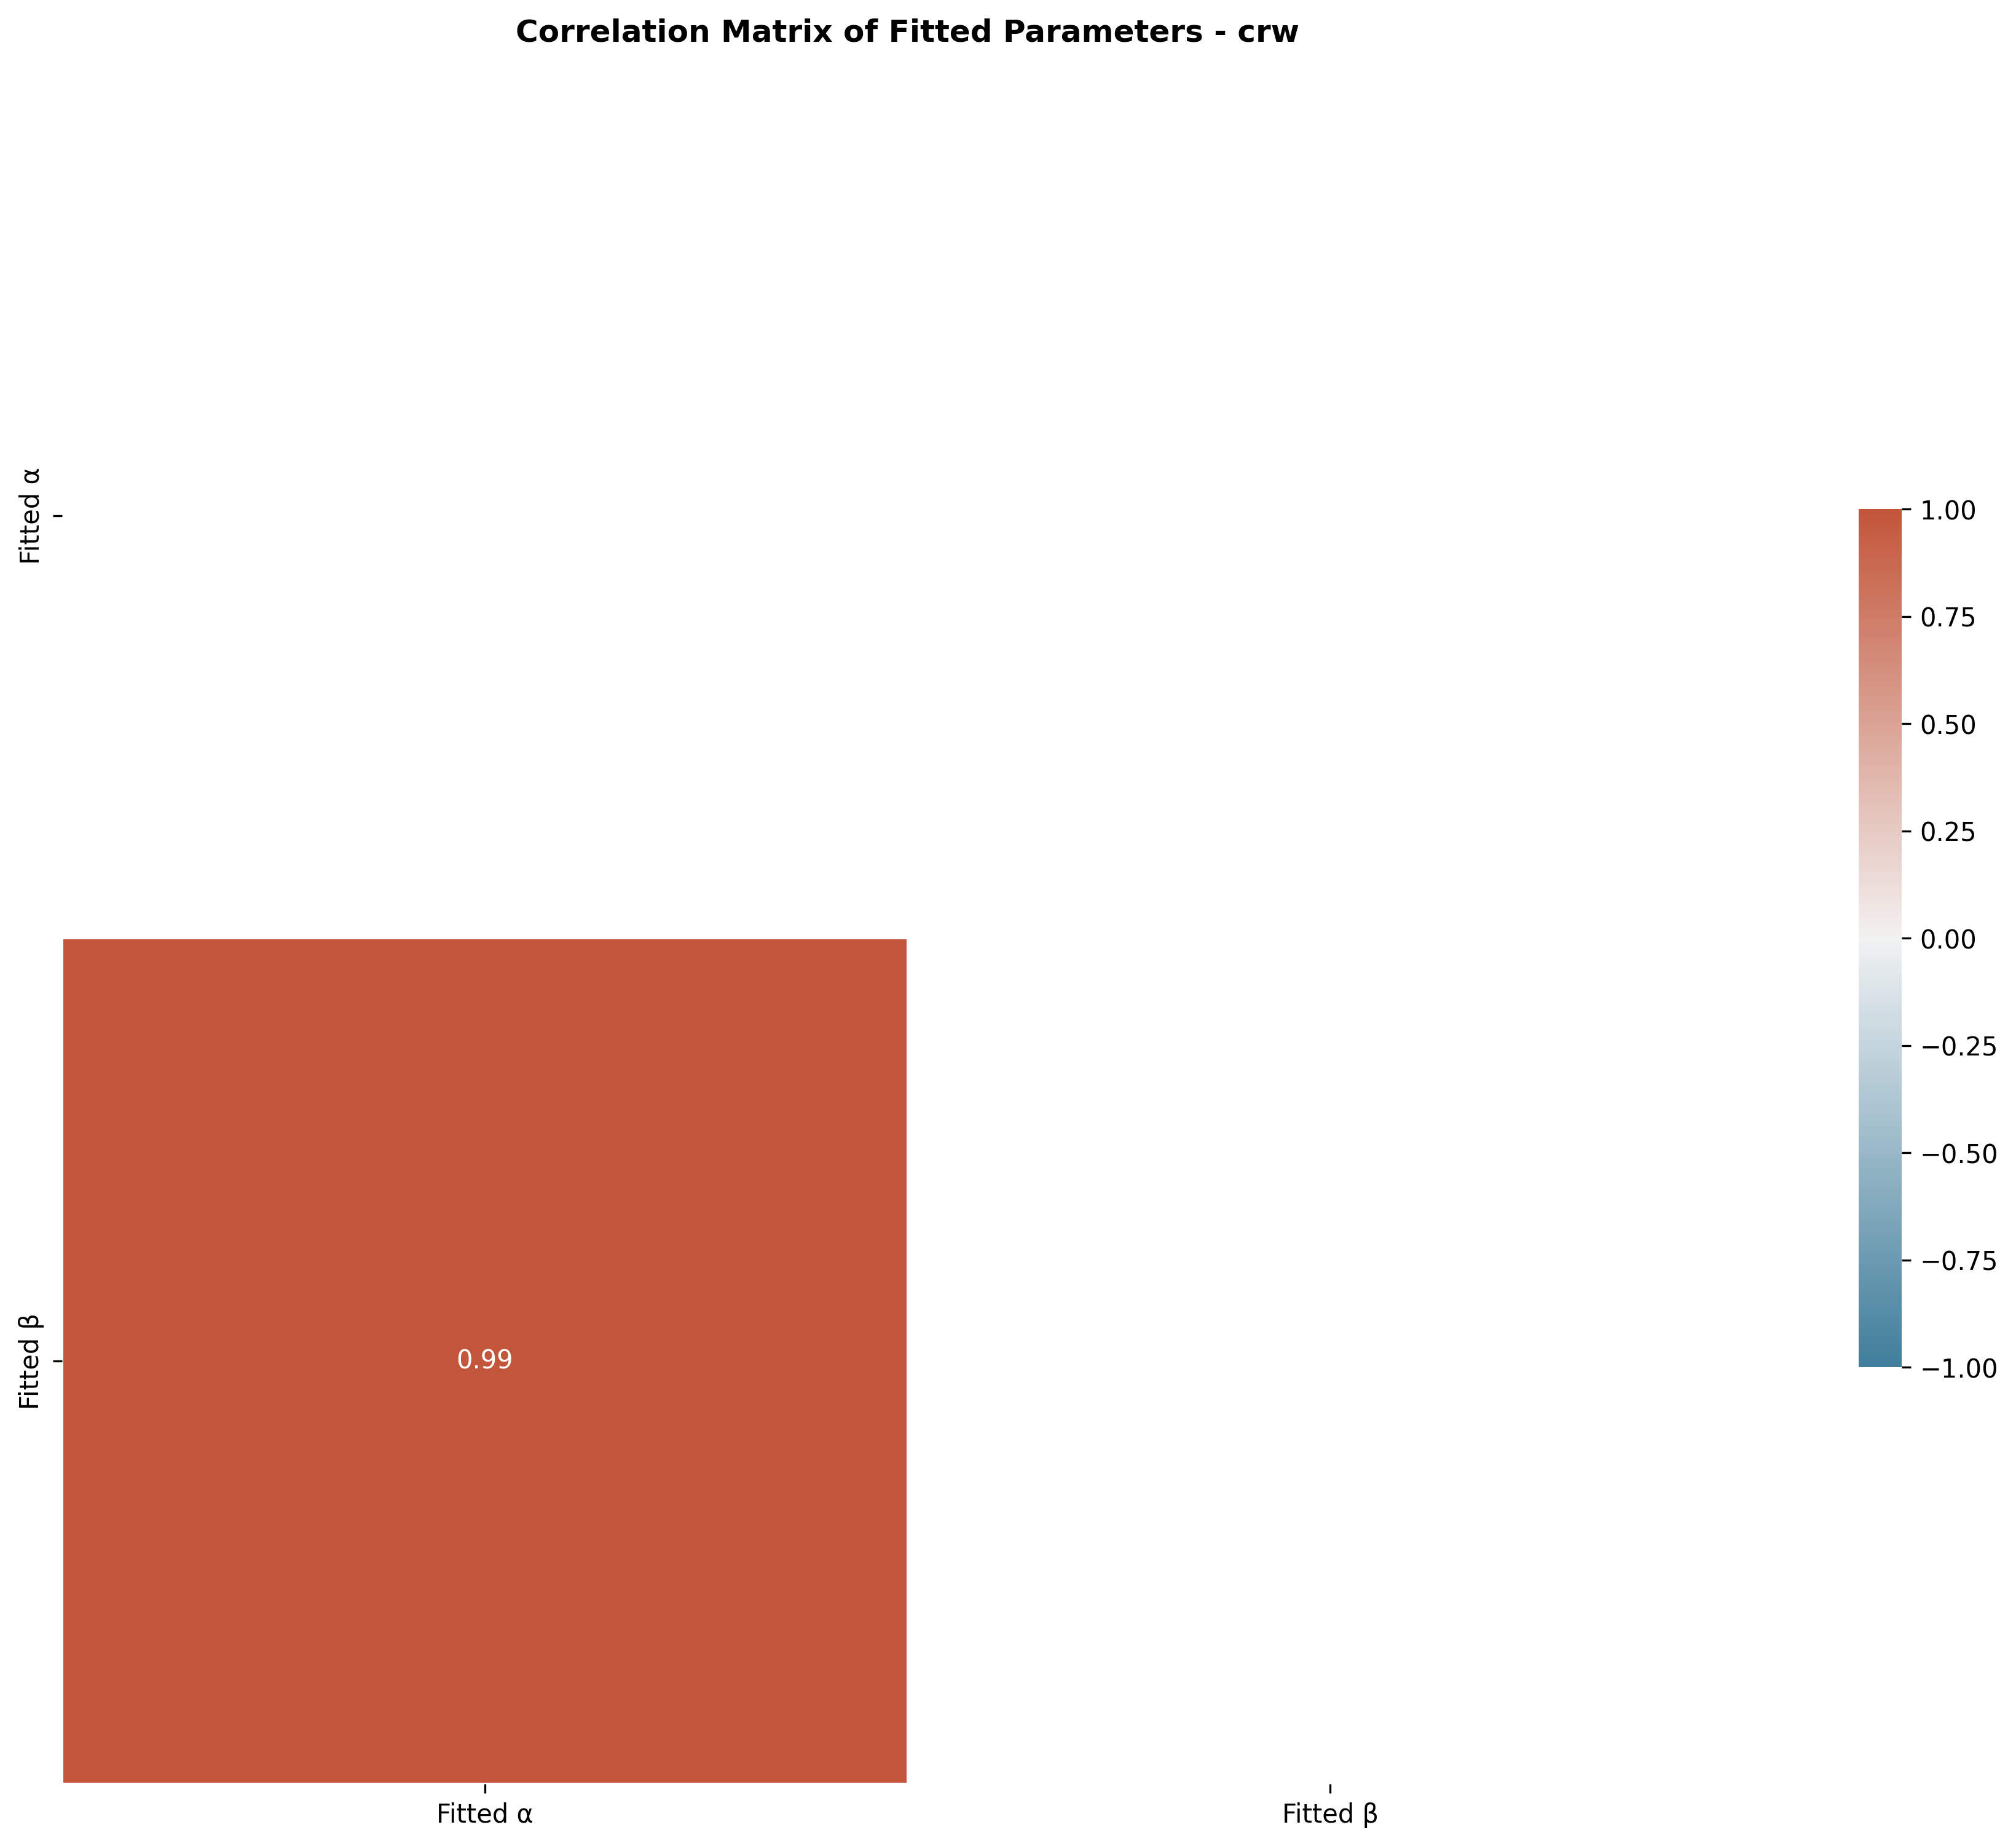 Correlation Matrix of Fitted Parameters - crw
Fitted α
Fitted β
0.99
Fitted α
Fitted β
1.00
0.75
0.50
0.25
0.00
−0.25
−0.50
−0.75
−1.00